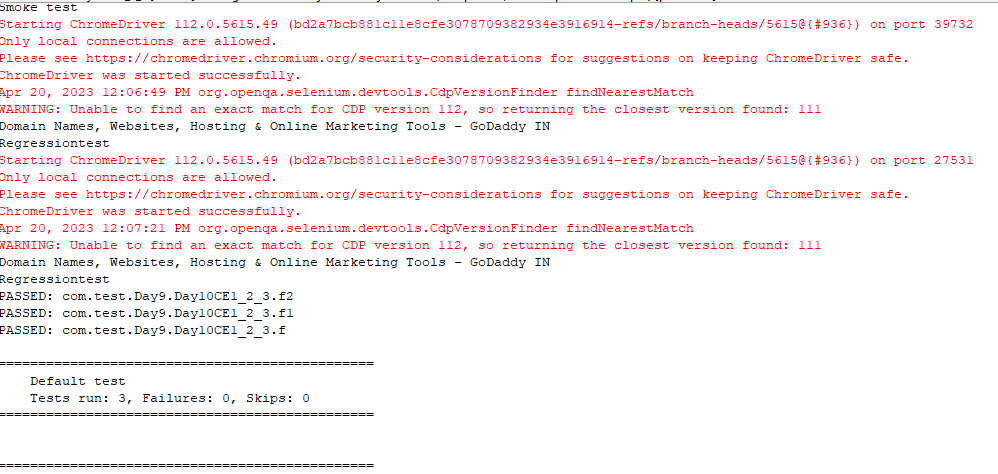 Smoke test
Starting ChromeDriver 112.0.5615.49 (bd2a7bcb881c11e8cfe3078709382934e3916914-refs/branch-heads/5615@{#936}) on port 39732
Only local connections are allowed.
Please see https://chromedriver.chromium.org/security-considerations for suggestions on keeping ChromeDriver safe.
ChromeDriver was started successfully.
Apr 20, 2023 12:06:49 PM org.openqa.selenium.devtools.CdpVersionFinder findNearestMatch
WARNING: Unable to find an exact match for CDP version 112, so returning the closest version found: 111
Domain Names, Websites, Hosting & Online Marketing Tools - GoDaddy IN
Regressiontest
Starting ChromeDriver 112.0.5615.49 (bd2a7bcb881c11e8cfe3078709382934e3916914-refs/branch-heads/5615@{#936}) on port 27531
Only local connections are allowed.
Please see https://chromedriver.chromium.org/security-considerations for suggestions on keeping ChromeDriver safe.
ChromeDriver was started successfully.
Apr 20, 2023 12:07:21 PM org.openqa.selenium.devtools.CdpVersionFinder findNearestMatch
WARNING: Unable to find an exact match for CDP version 112, so returning the closest version found: 111
Domain Names, Websites, Hosting & Online Marketing Tools - GoDaddy IN
Regressiontest
PASSED: com.test.Day9.Day10CE1_2_3.f2
PASSED: com.test.Day9.Day10CE1_2_3.f1
PASSED: com.test.Day9.Day10CE1_2_3.f
===============================================
Default test
Tests run: 3, Failures: 0, Skips: 0
===============================================
===============================================